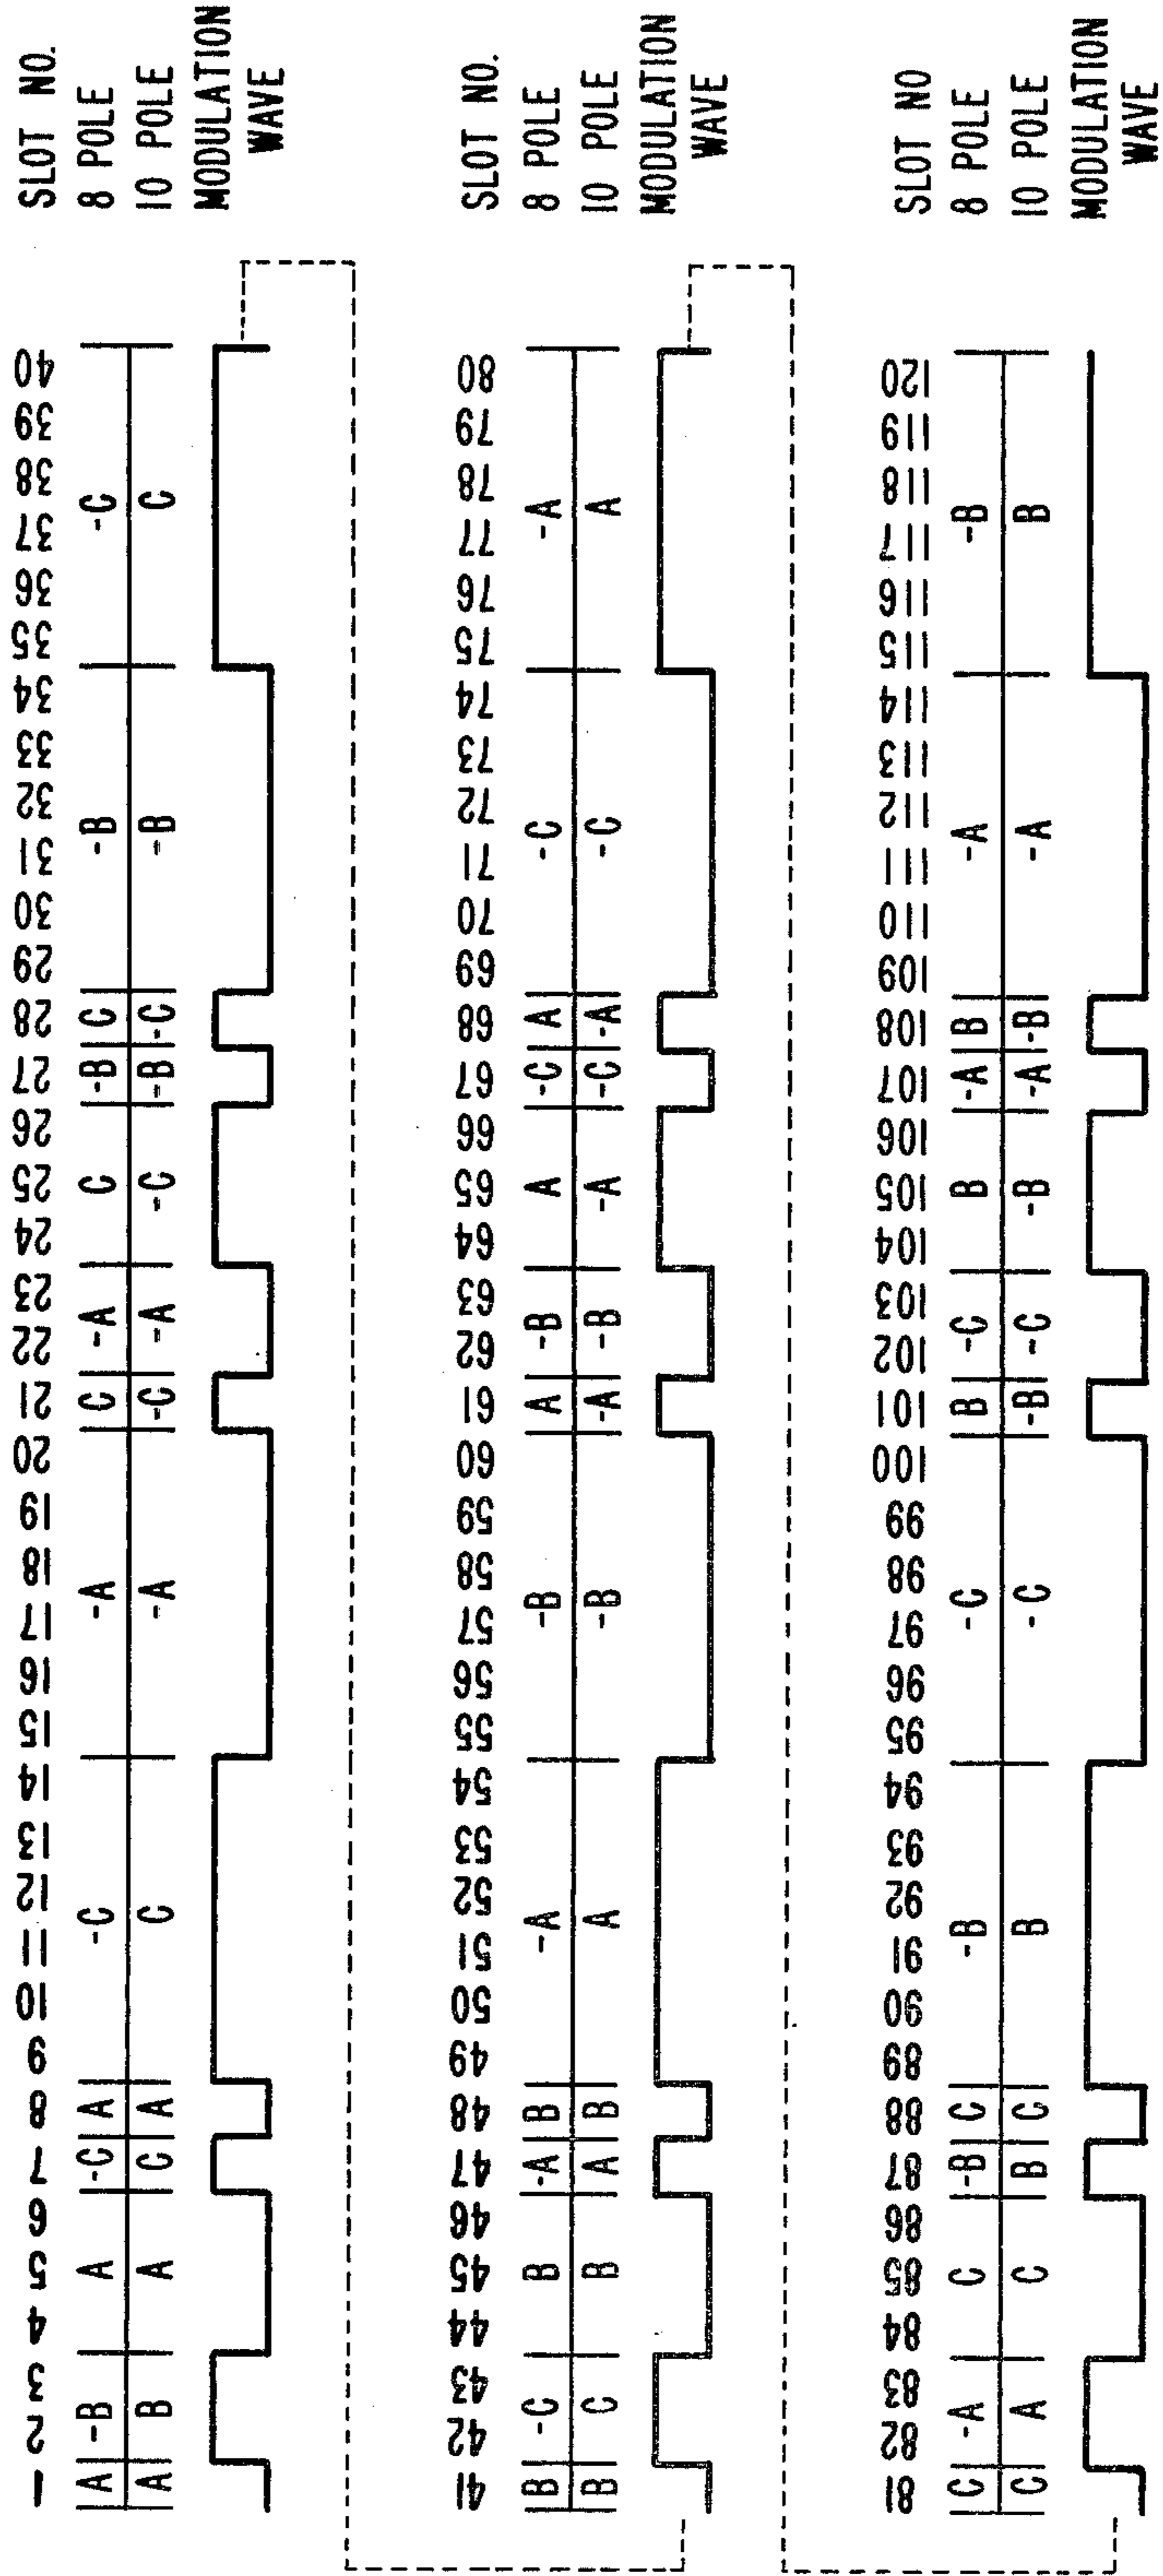 SLOT NO. 1 2 3 4 5 6 7 8 9 10 11 12 13 14 15 16 17 18 19 20 21 22 23 24 25 26 27 28 29 30 31 32 33 34 35 36 37 38 39 40
8 POLE A -B A -C A -C -A C -A C -B C -B -C
10 POLE A B A C A C -A -C -A -C -B -C -B C
MODULATION
WAVE
SLOT NO. 41 42 43 44 45 46 47 48 49 50 51 52 53 54 55 56 57 58 59 60 61 62 63 64 65 66 67 68 69 70 71 72 73 74 75 76 77 78 79 80
8 POLE B -C B -A B -A -B A -B A -C A -C -A
10 POLE B C B A B A -B -A -B -A -C -A -C A
MODULATION
WAVE
SLOT NO 81 82 83 84 85 86 87 88 89 90 91 92 93 94 95 96 97 98 99 100 101 102 103 104 105 106 107 108 109 110 111 112 113 114 115 116 117 118 119 120
8 POLE C -A C -B C -B -C B -C B -A B -A -B
10 POLE C A C B C B -C -B -C -B -A -B -A B
MODULATION
WAVE